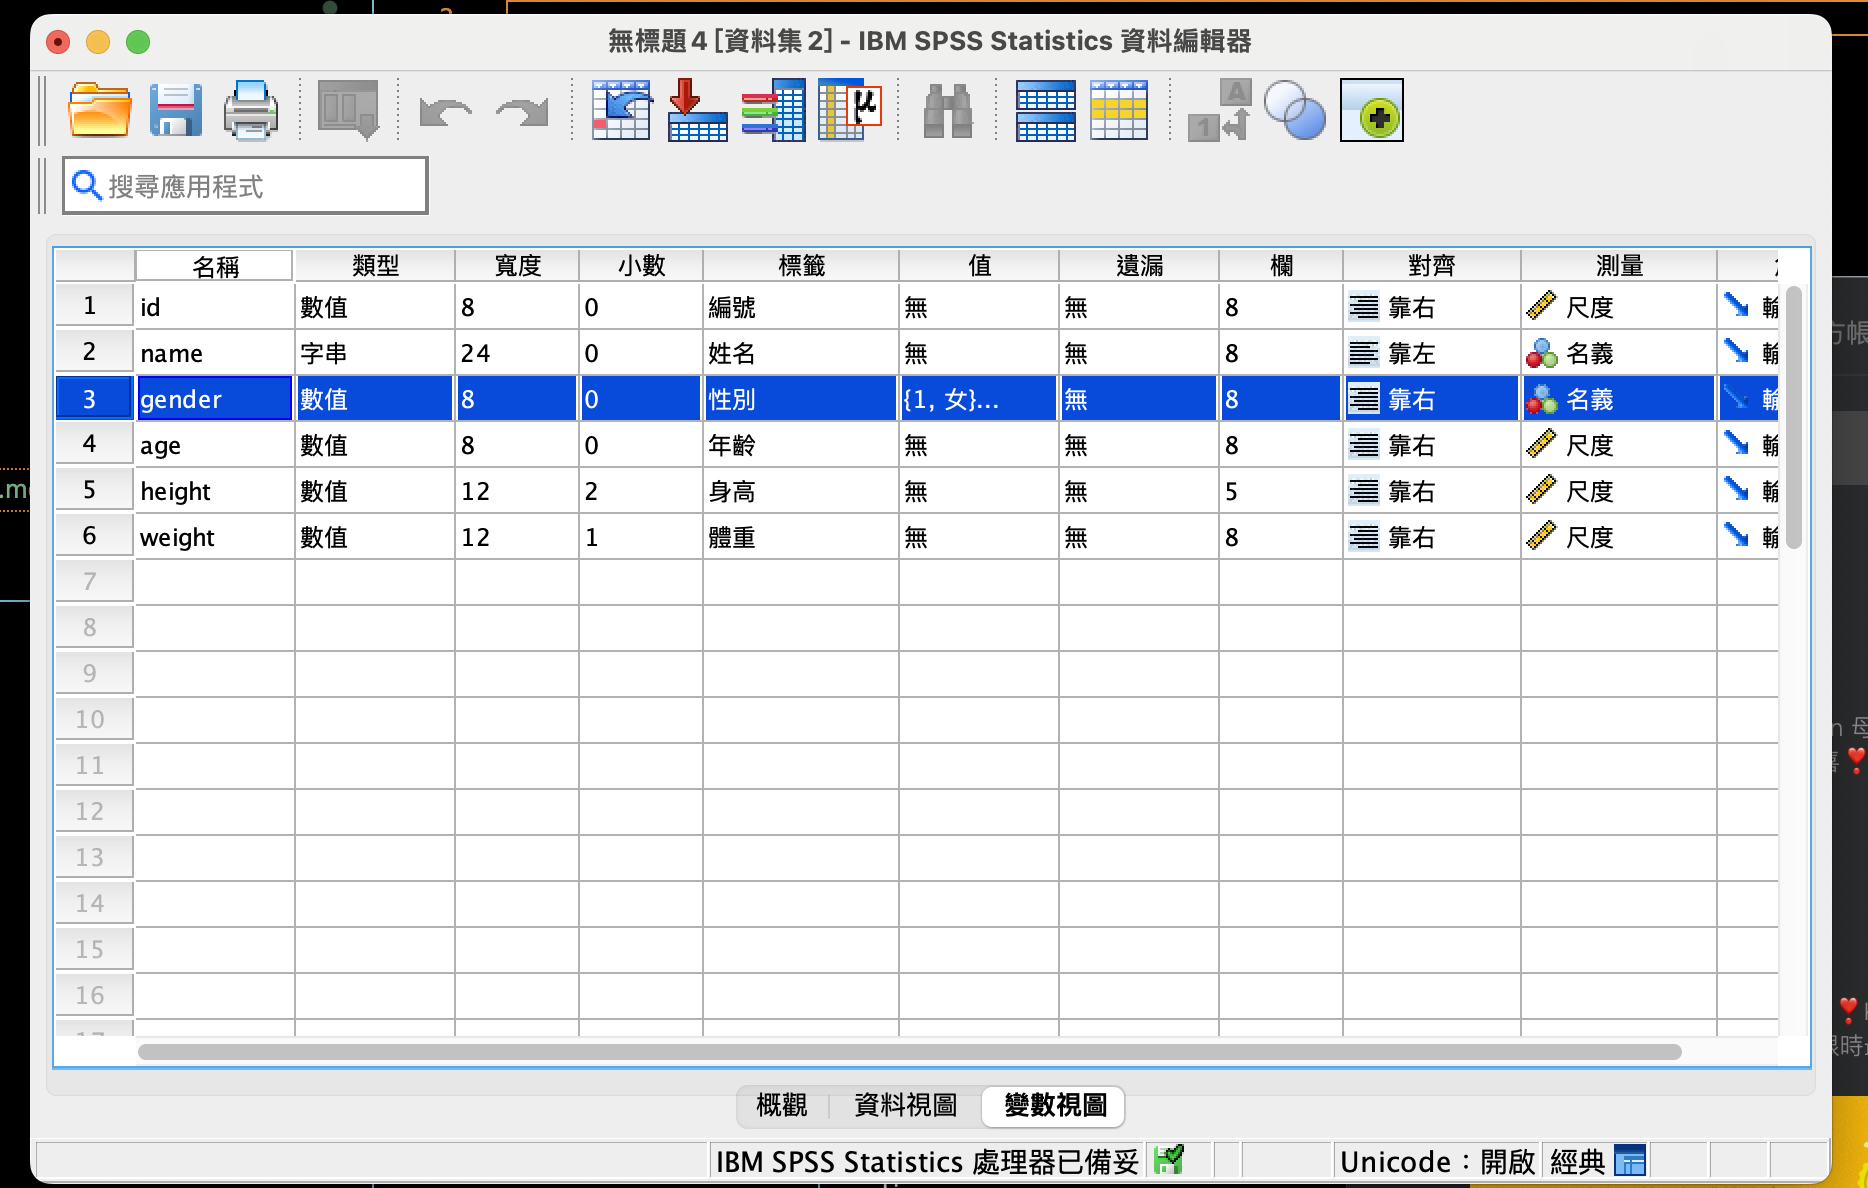 無標題 4 [資料集 2] - IBM SPSS Statistics 資料編輯器
A
1
μ
搜尋應用程式
名稱 類型 寬度 小數 標籤 值 遺漏 欄 對齊 測量
1 id 數值 8 0 編號 無 無 8 靠右 尺度 輸
2 name 字串 24 0 姓名 無 無 8 靠左 名義 輸
3 gender 數值 8 0 性別 {1, 女}... 無 8 靠右 名義 輸
4 age 數值 8 0 年齡 無 無 8 靠右 尺度 輸
5 height 數值 12 2 身高 無 無 5 靠右 尺度 輸
6 weight 數值 12 1 體重 無 無 8 靠右 尺度 輸
7
8
9
10
11
12
13
14
15
16
概觀 資料視圖 變數視圖
IBM SPSS Statistics 處理器已備妥 Unicode：開啟 經典